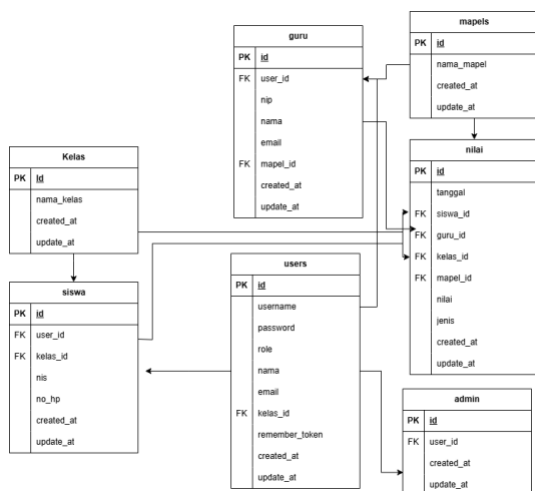 guru
PK id
FK user_id
nip
nama
email
FK mapel_id
created_at
update_at
mapels
PK id
nama_mapel
created_at
update_at
Kelas
PK Id
nama_kelas
created_at
update_at
nilai
PK id
tanggal
FK siswa_id
FK guru_id
FK kelas_id
FK mapel_id
nilai
jenis
created_at
update_at
siswa
PK id
FK user_id
FK kelas_id
nis
no_hp
created_at
update_at
users
PK id
username
password
role
nama
email
FK kelas_id
remember_token
created_at
update_at
admin
PK id
FK user_id
created_at
update_at